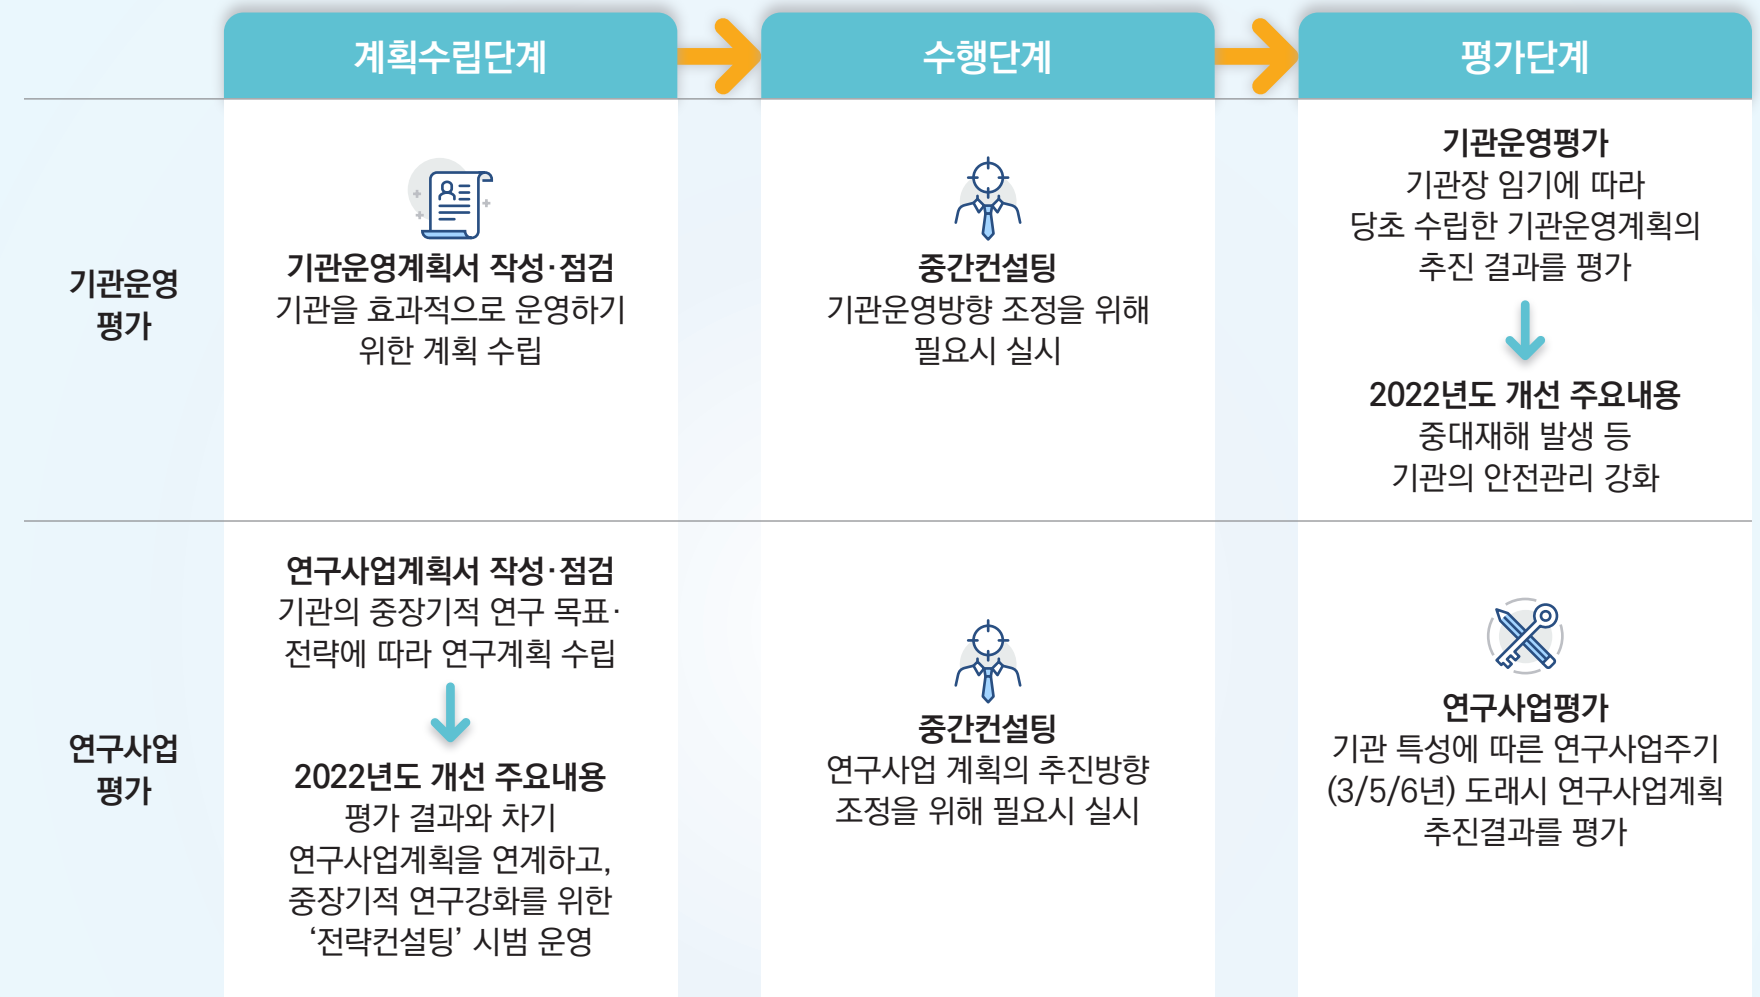 계획수립단계
수행단계
평가단계
기관운영
평가
기관운영계획서 작성·점검
기관을 효과적으로 운영하기
위한 계획 수립
중간컨설팅
기관운영방향 조정을 위해
필요시 실시
기관운영평가
기관장 임기에 따라
당초 수립한 기관운영계획의
추진 결과를 평가
2022년도 개선 주요내용
중대재해 발생 등
기관의 안전관리 강화
연구사업
평가
연구사업계획서 작성·점검
기관의 중장기적 연구 목표·
전략에 따라 연구계획 수립
2022년도 개선 주요내용
평가 결과와 차기
연구사업계획을 연계하고,
중장기적 연구강화를 위한
‘전략컨설팅’ 시범 운영
중간컨설팅
연구사업 계획의 추진방향
조정을 위해 필요시 실시
연구사업평가
기관 특성에 따른 연구사업주기
(3/5/6년) 도래시 연구사업계획
추진결과를 평가